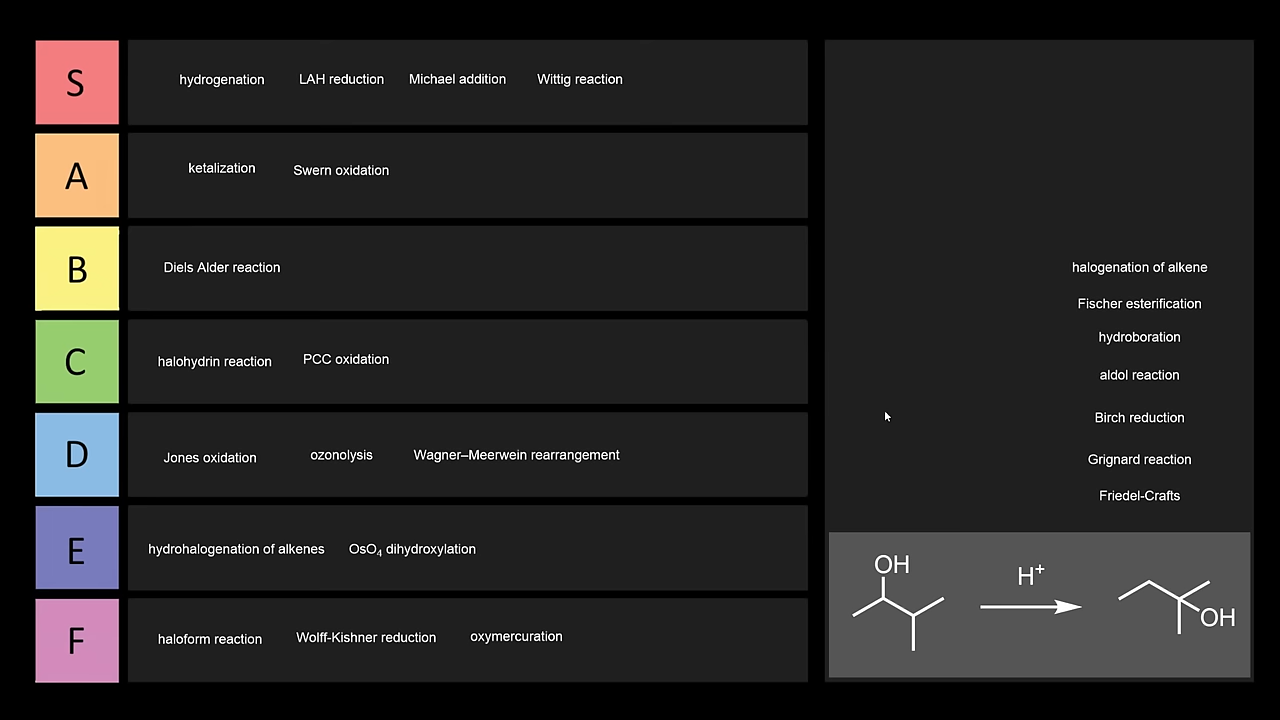 S
hydrogenation LAH reduction Michael addition Wittig reaction
A
ketalization Swern oxidation
B
Diels Alder reaction
C
halohydrin reaction PCC oxidation
D
Jones oxidation ozonolysis Wagner–Meerwein rearrangement
E
hydrohalogenation of alkenes OsO₄ dihydroxylation
F
haloform reaction Wolff-Kishner reduction oxymercuration
halogenation of alkene
Fischer esterification
hydroboration
aldol reaction
Birch reduction
Grignard reaction
Friedel-Crafts
OH
H⁺
OH